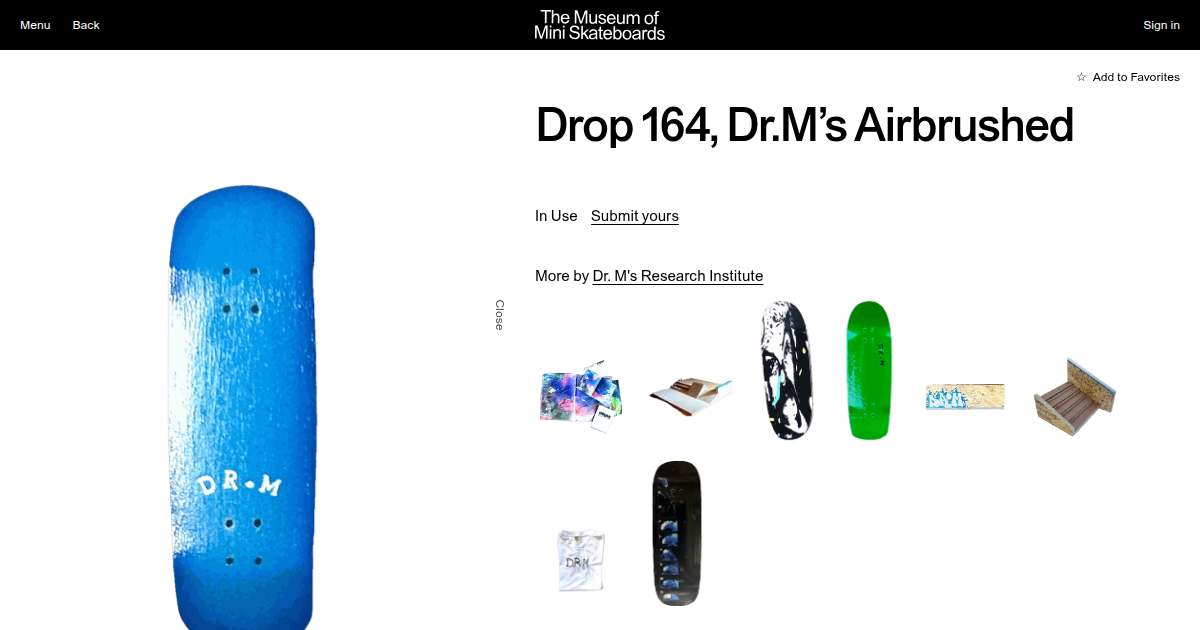 Menu
Back
The Museum of
Mini Skateboards
Sign in
☆ Add to Favorites
Drop 164, Dr.M’s Airbrushed
In Use Submit yours
More by Dr. M's Research Institute
Close
DR•M
DRM